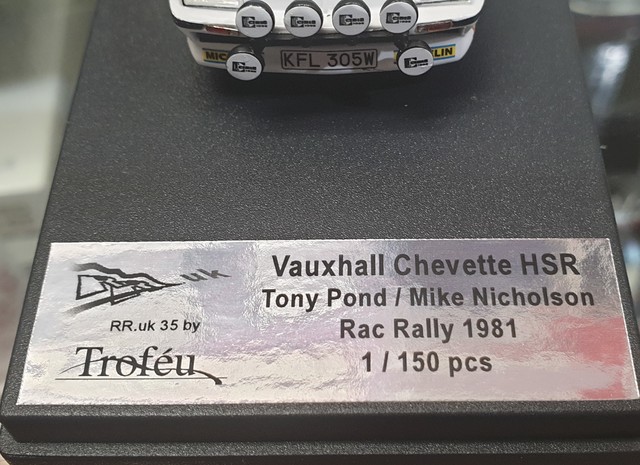 KFL 305W
uk
Vauxhall Chevette HSR
Tony Pond / Mike Nicholson
RR.uk 35 by
Rac Rally 1981
Troféu
1 / 150 pcs